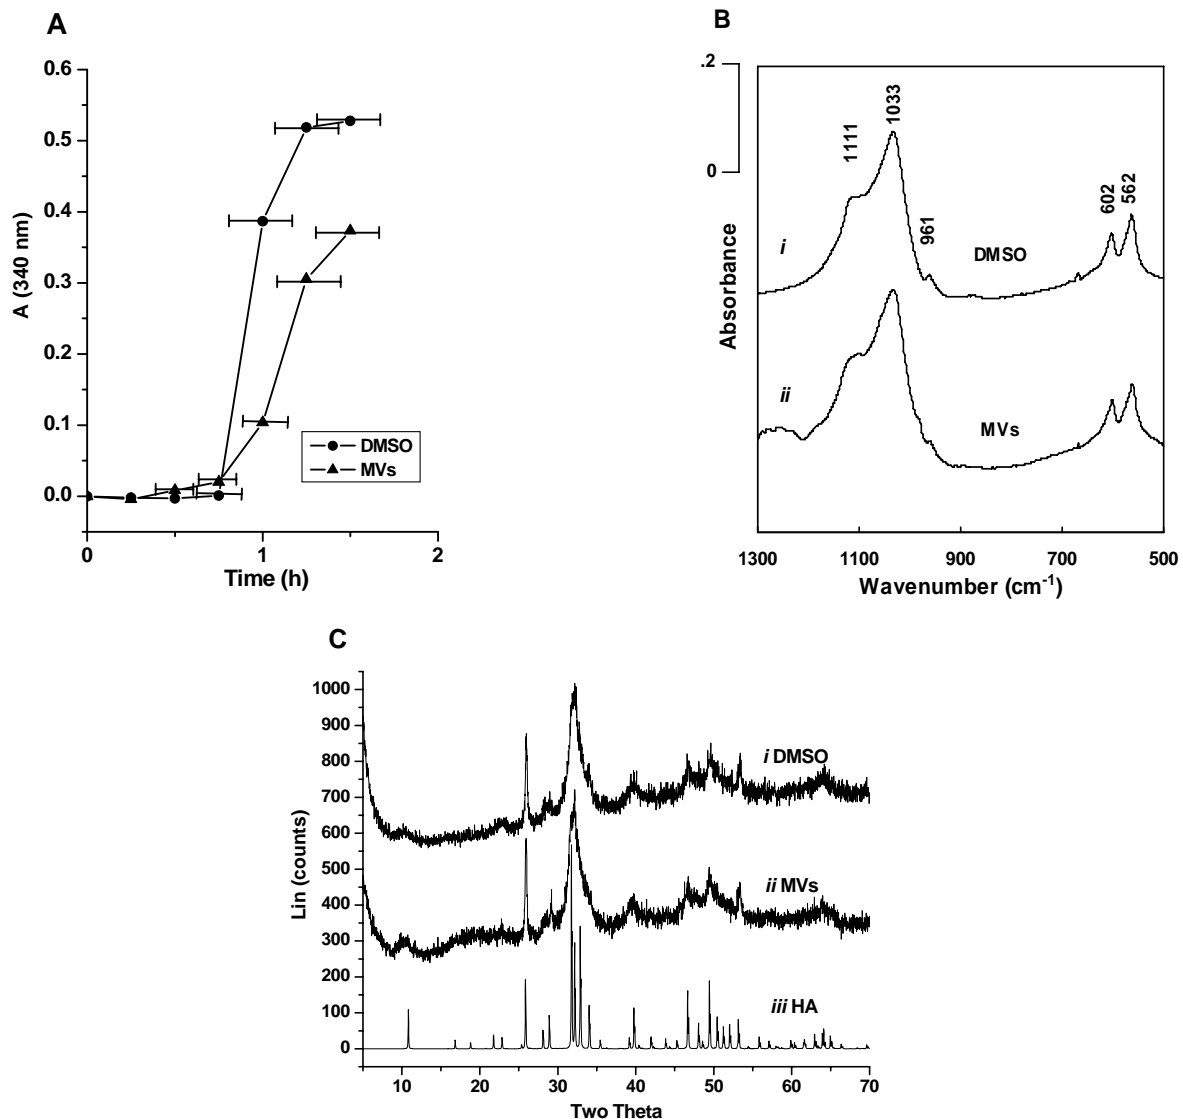 A
0.6
0.5
0.4
0.3
0.2
0.1
0.0
A (340 nm)
DMSO
MVs
0
1
2
Time (h)
B
.2
0
Absorbance
1111
1033
961
602
562
i
DMSO
ii
MVs
1300
1100
900
700
500
Wavenumber (cm-1)
C
1000
900
800
700
600
500
400
300
200
100
0
Lin (counts)
i DMSO
ii MVs
iii HA
10
20
30
40
50
60
70
Two Theta